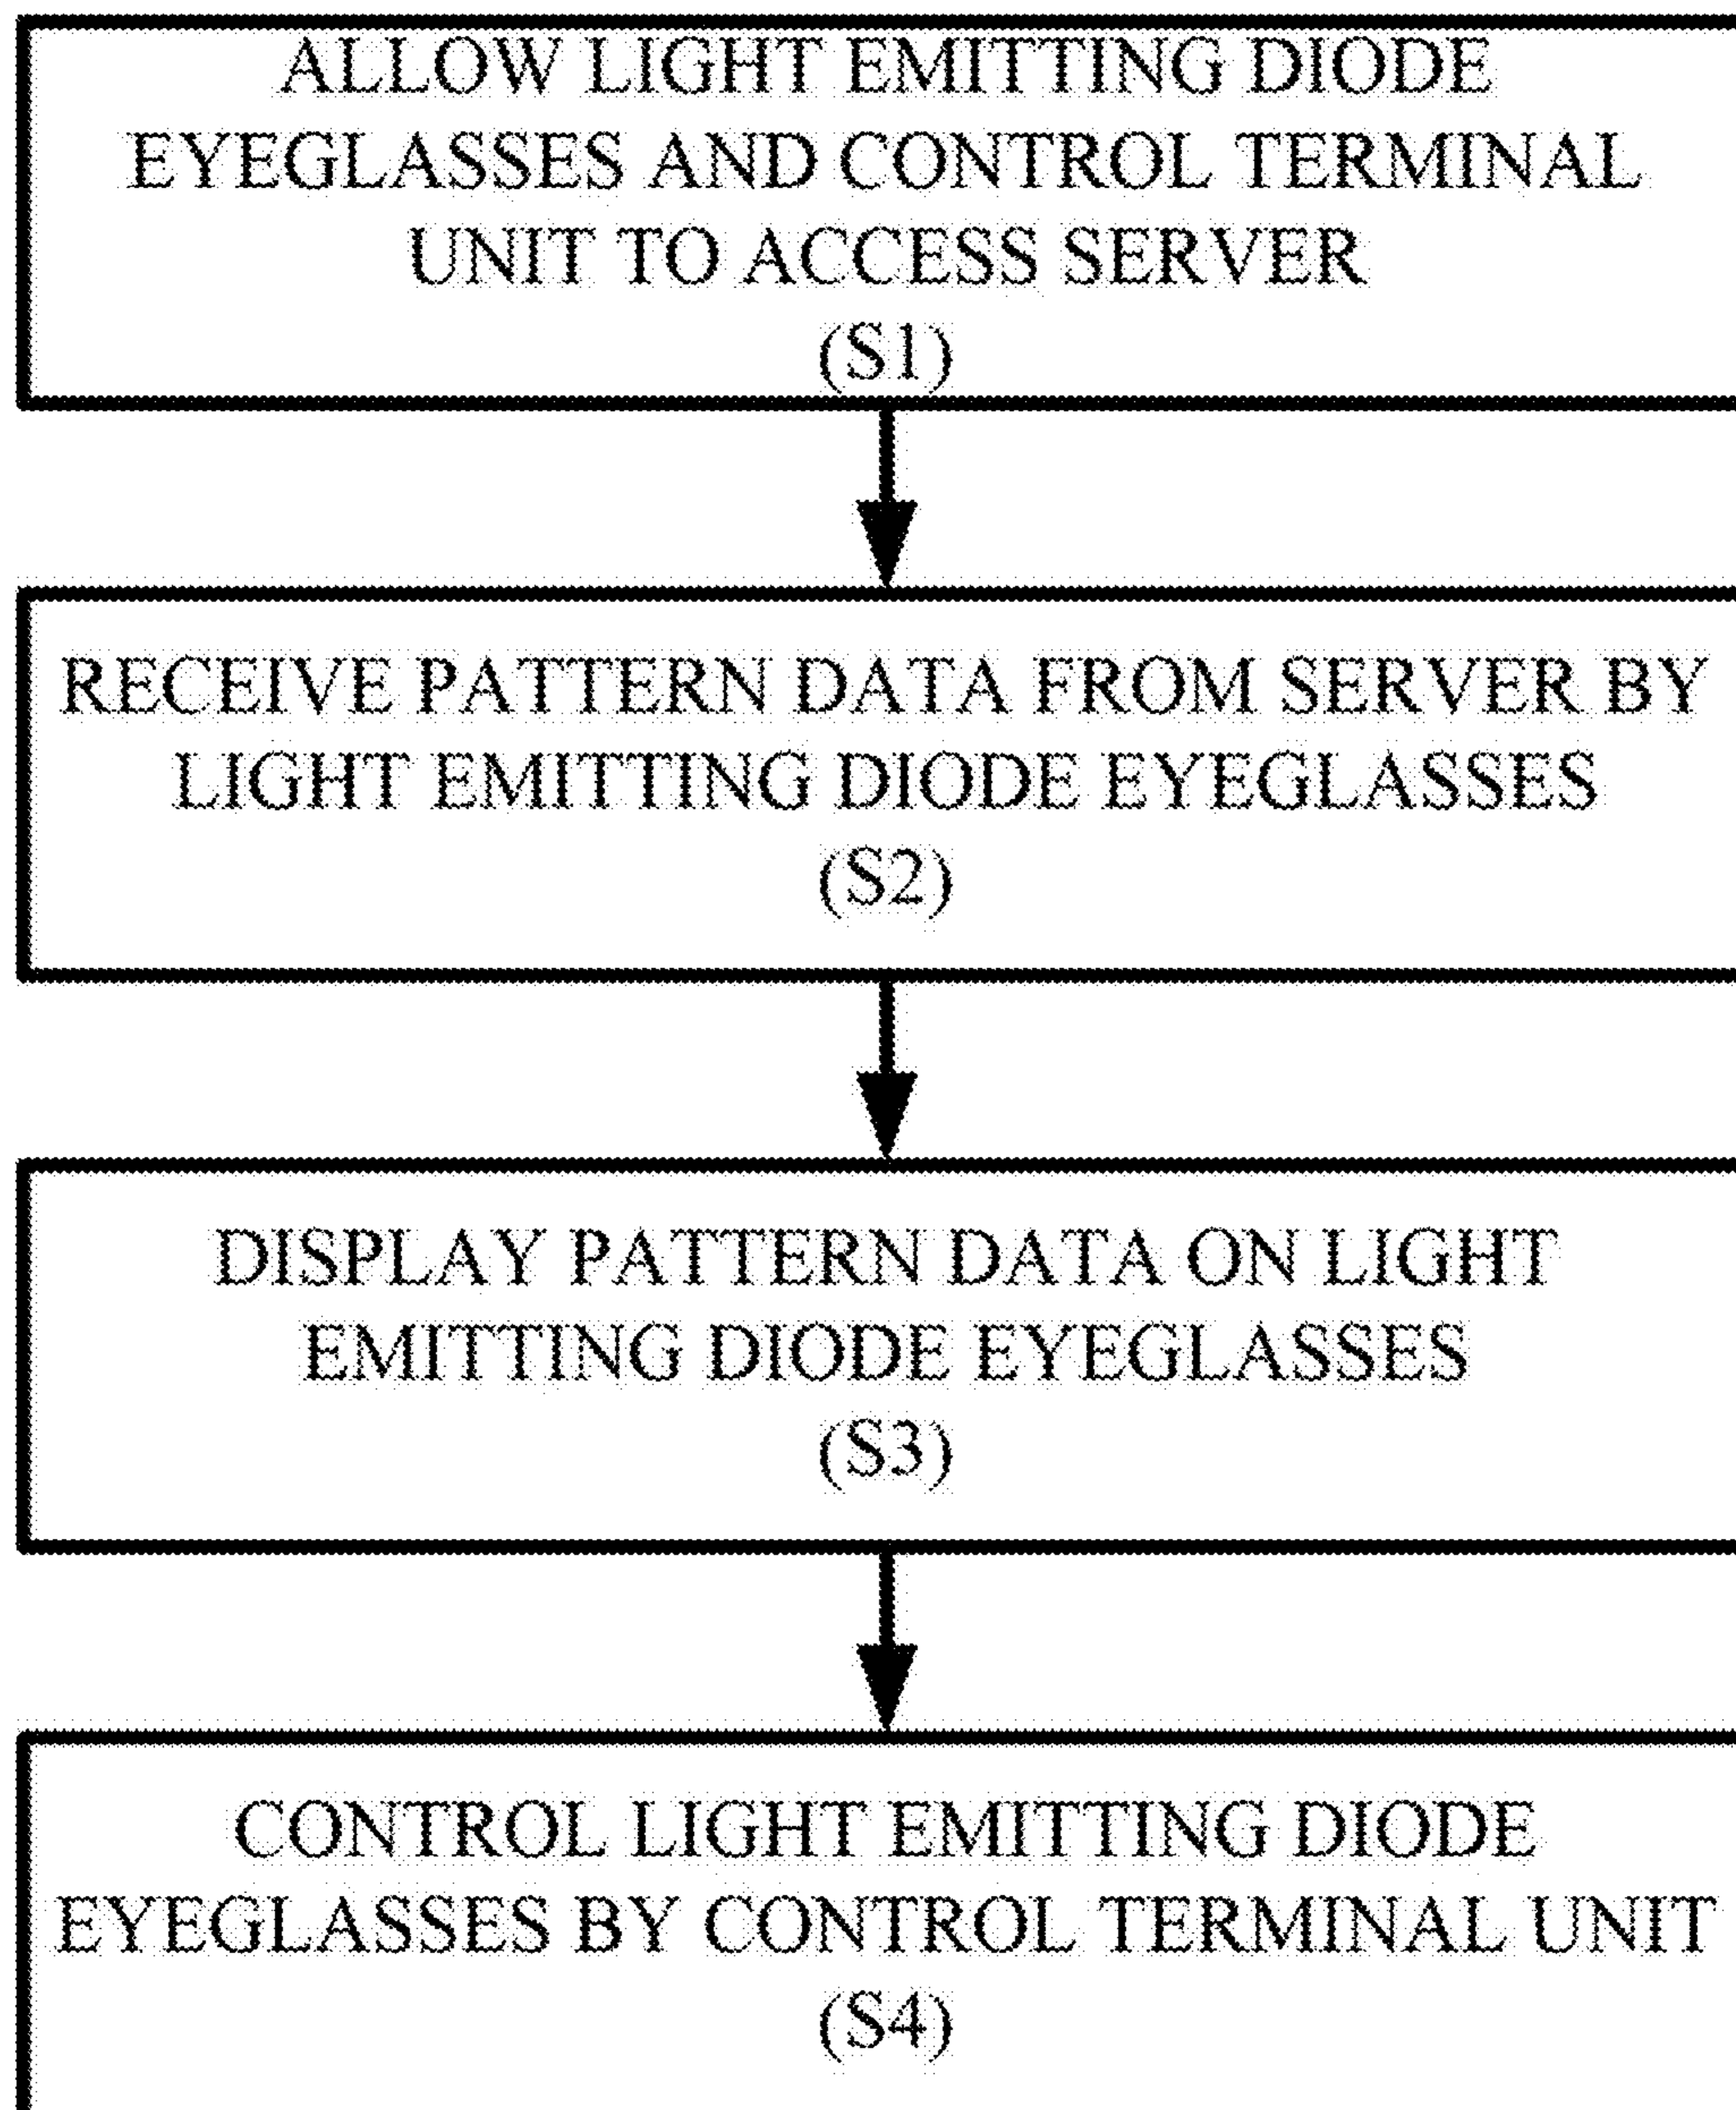 ALLOW LIGHT EMITTING DIODE
EYEGLASSES AND CONTROL TERMINAL
UNIT TO ACCESS SERVER
(S1)
RECEIVE PATTERN DATA FROM SERVER BY
LIGHT EMITTING DIODE EYEGLASSES
(S2)
DISPLAY PATTERN DATA ON LIGHT
EMITTING DIODE EYEGLASSES
(S3)
CONTROL LIGHT EMITTING DIODE
EYEGLASSES BY CONTROL TERMINAL UNIT
(S4)